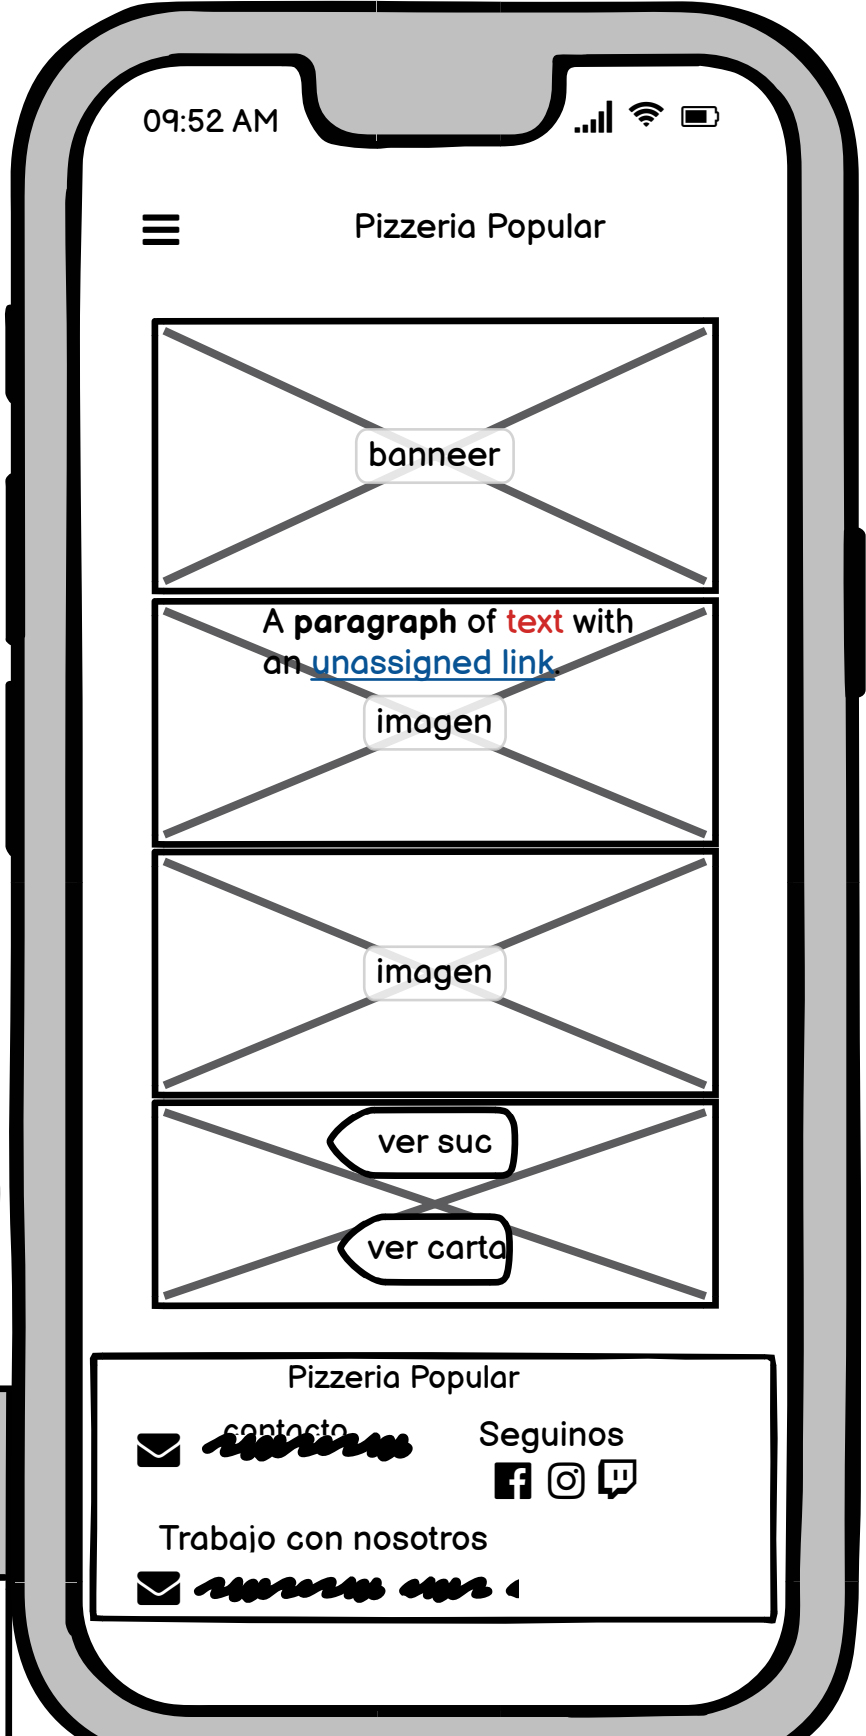 09:52 AM
Pizzeria Popular
banneer
A paragraph of text with
an unassigned link.
imagen
imagen
ver suc
ver carta
Pizzeria Popular
contacto
Seguinos
Trabajo con nosotros